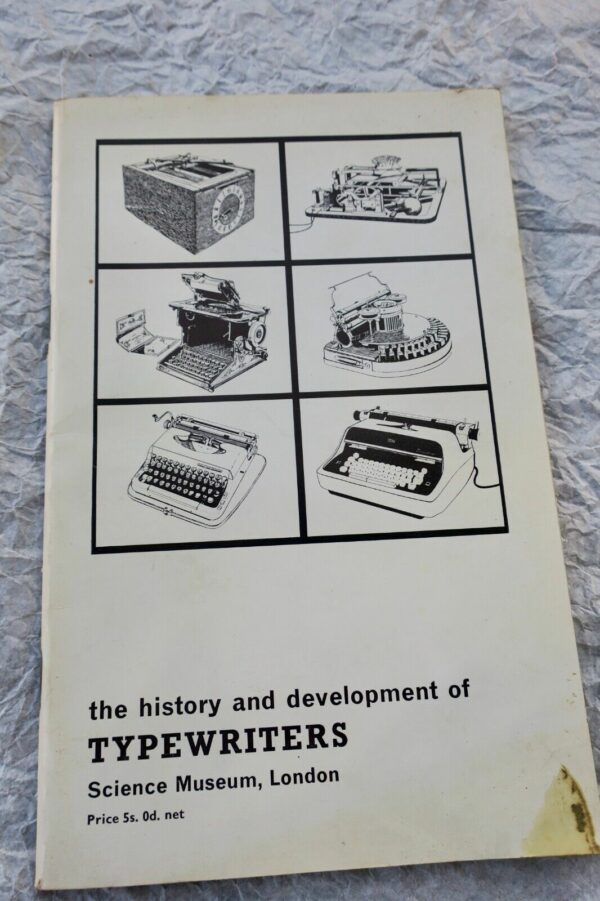 the history and development of
TYPEWRITERS
Science Museum, London
Price 5s. 0d. net